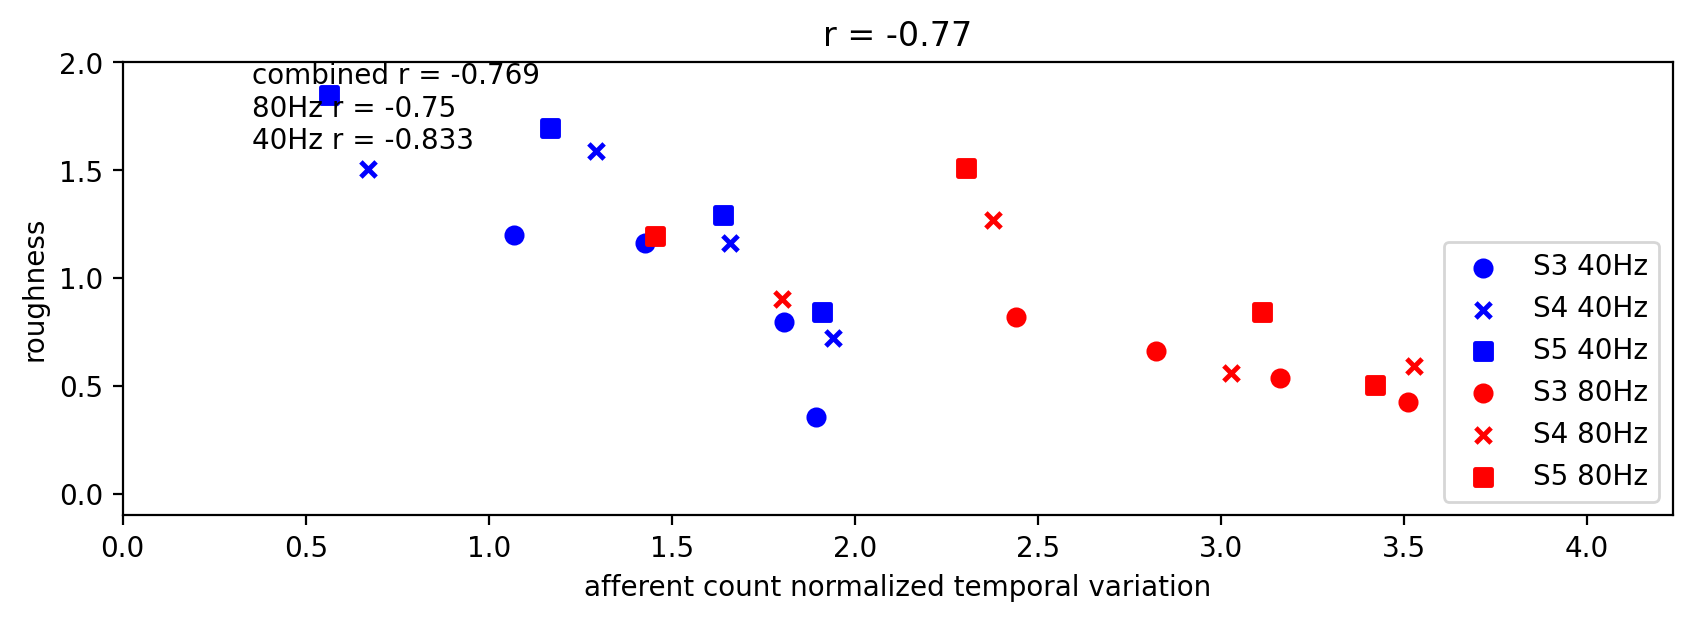 r = -0.77
combined r = -0.769
80Hz r = -0.75
40Hz r = -0.833
roughness
2.0
1.5
1.0
0.5
0.0
S3 40Hz
S4 40Hz
S5 40Hz
S3 80Hz
S4 80Hz
S5 80Hz
0.0 0.5 1.0 1.5 2.0 2.5 3.0 3.5 4.0
afferent count normalized temporal variation